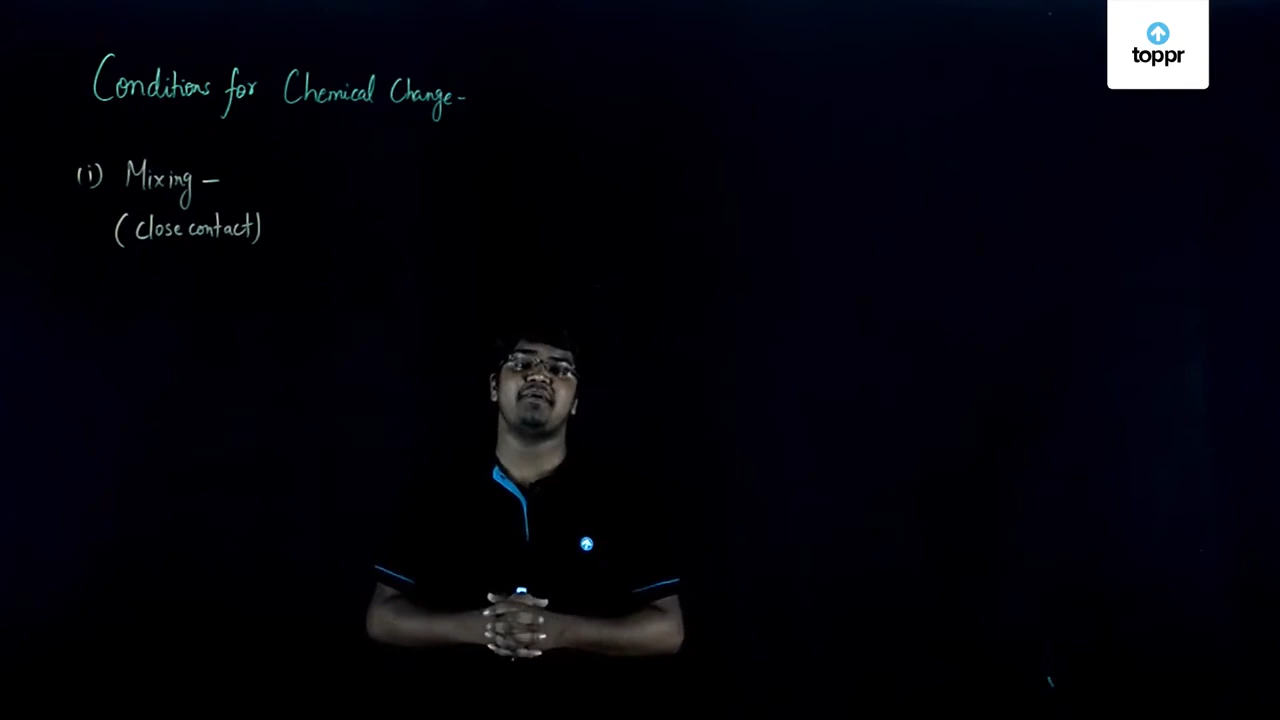 Conditions for Chemical Change -
(i) Mixing -
(close contact)
toppr